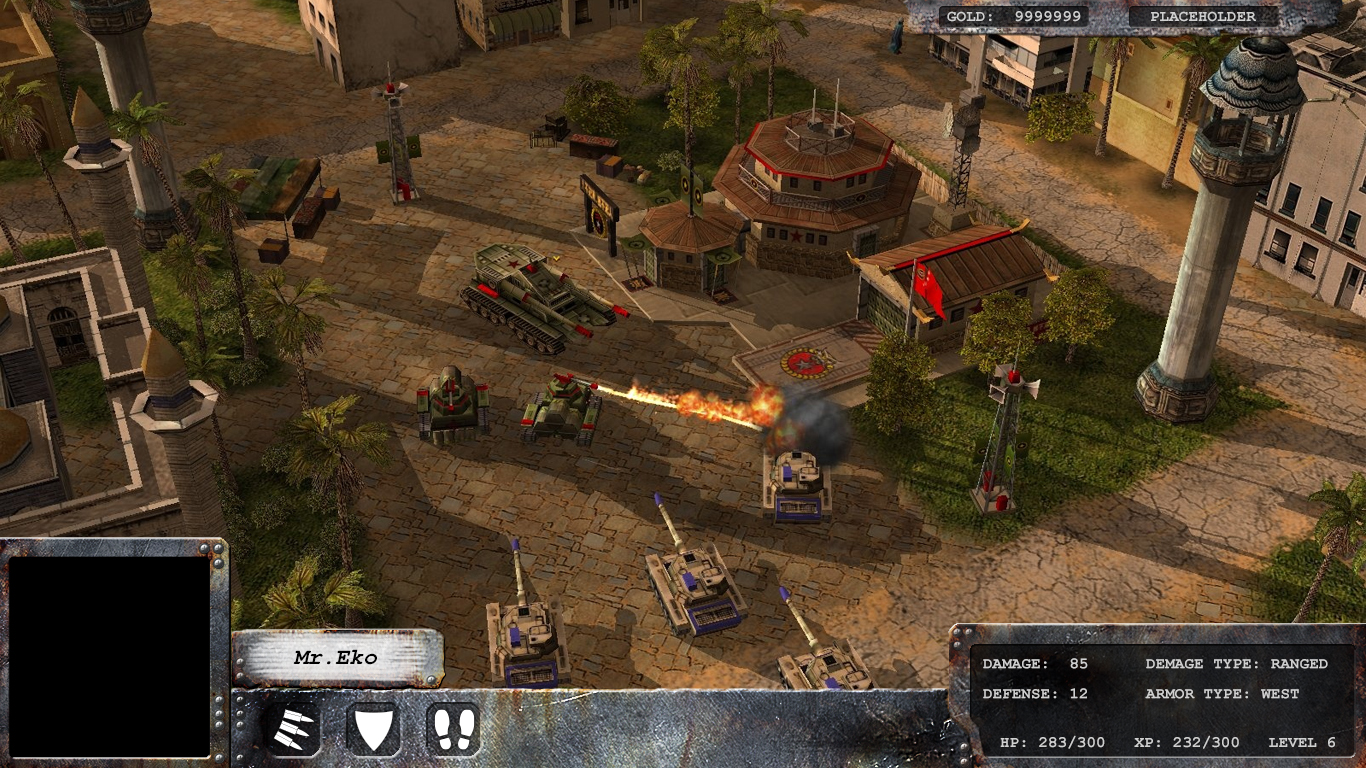 GOLD: 9999999 PLACEHOLDER
Mr.Eko
DAMAGE: 85 DEMAGE TYPE: RANGED
DEFENSE: 12 ARMOR TYPE: WEST
HP: 283/300 XP: 232/300 LEVEL 6